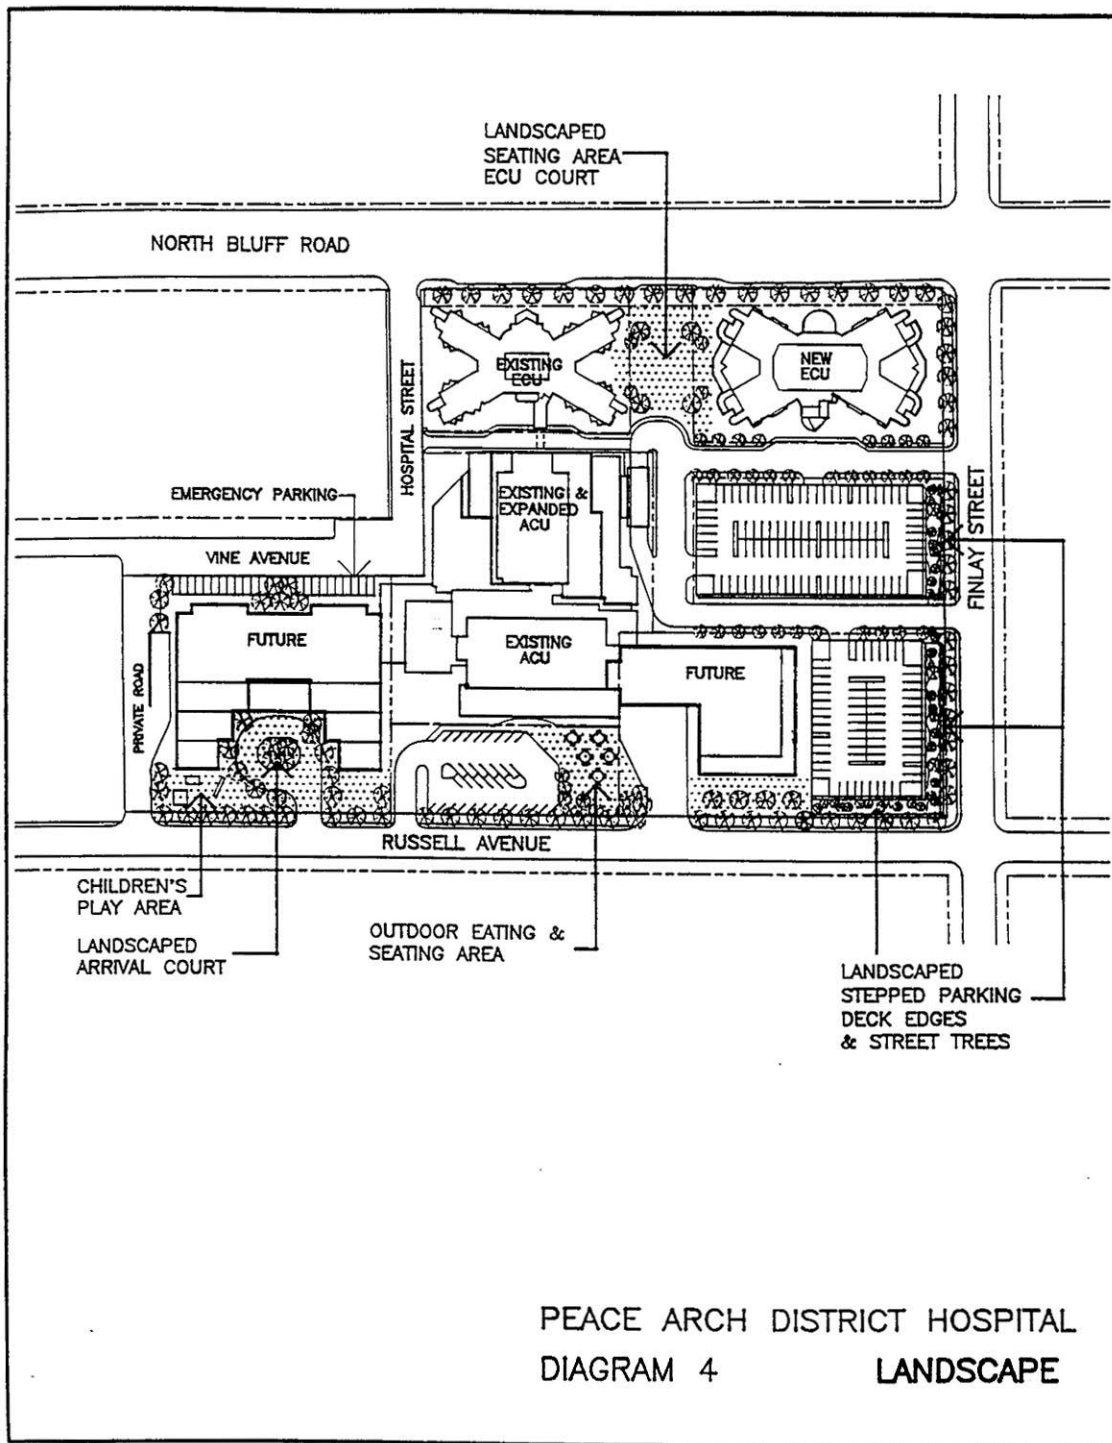 LANDSCAPED
SEATING AREA
ECU COURT
NORTH BLUFF ROAD
HOSPITAL STREET
EXISTING
ECU
NEW
ECU
EMERGENCY PARKING
EXISTING &
EXPANDED
ACU
VINE AVENUE
FINLAY STREET
FUTURE
EXISTING
ACU
FUTURE
PRIVATE ROAD
RUSSELL AVENUE
CHILDREN'S
PLAY AREA
LANDSCAPED
ARRIVAL COURT
OUTDOOR EATING &
SEATING AREA
LANDSCAPED
STEPPED PARKING
DECK EDGES
& STREET TREES
PEACE ARCH DISTRICT HOSPITAL
DIAGRAM 4 LANDSCAPE